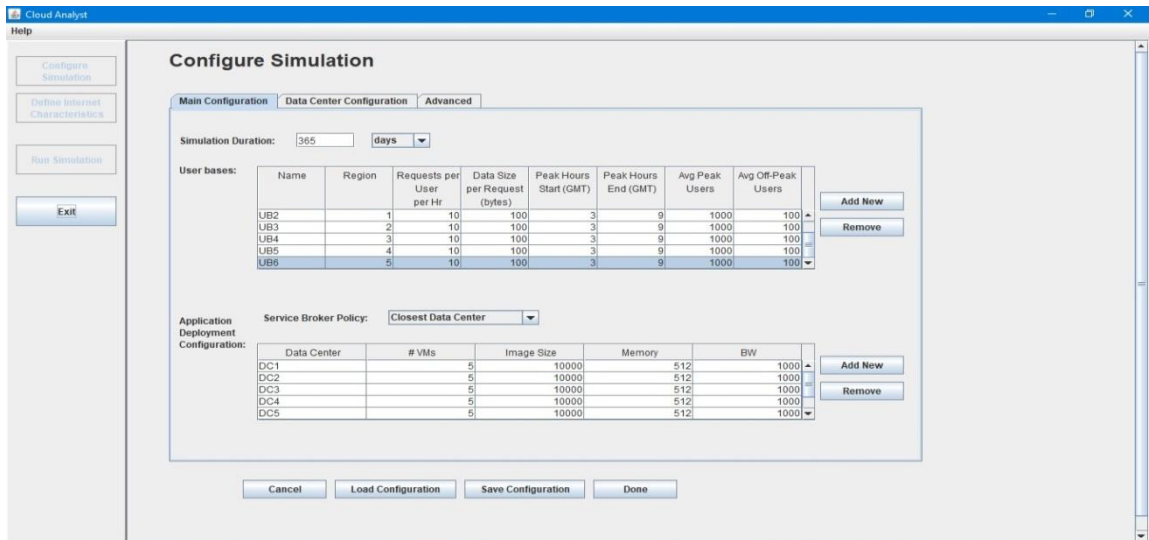 Cloud Analyst
Help
Configure Simulation
Define Internet Characteristics
Run Simulation
Exit
Configure Simulation
Main Configuration Data Center Configuration Advanced
Simulation Duration: 365 days
User bases:
Name Region Requests per User per Hr Data Size per Request (bytes) Peak Hours Start (GMT) Peak Hours End (GMT) Avg Peak Users Avg Off-Peak Users
UB2 1 10 100 3 9 1000 100
UB3 2 10 100 3 9 1000 100
UB4 3 10 100 3 9 1000 100
UB5 4 10 100 3 9 1000 100
UB6 5 10 100 3 9 1000 100
Add New
Remove
Application Deployment Configuration:
Service Broker Policy: Closest Data Center
Data Center # VMs Image Size Memory BW
DC1 5 10000 512 1000
DC2 5 10000 512 1000
DC3 5 10000 512 1000
DC4 5 10000 512 1000
DC5 5 10000 512 1000
Add New
Remove
Cancel Load Configuration Save Configuration Done